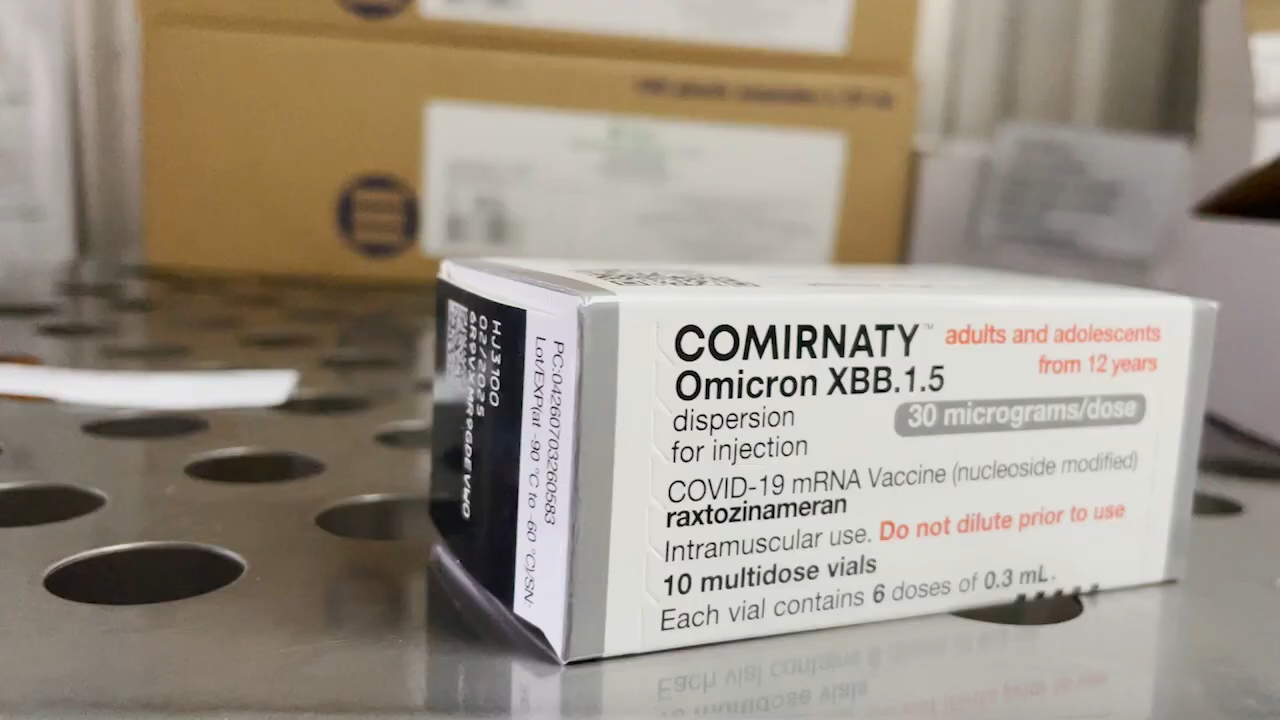 COMIRNATY™
Omicron XBB.1.5
adults and adolescents
from 12 years
dispersion
for injection
30 micrograms/dose
COVID-19 mRNA Vaccine (nucleoside modified)
raxtozinameran
Intramuscular use. Do not dilute prior to use
10 multidose vials
Each vial contains 6 doses of 0.3 mL.
PC:04260703260583
Lot/EXP(at -90 °C to -60 °C)/SN:
HJ3100
02/2025